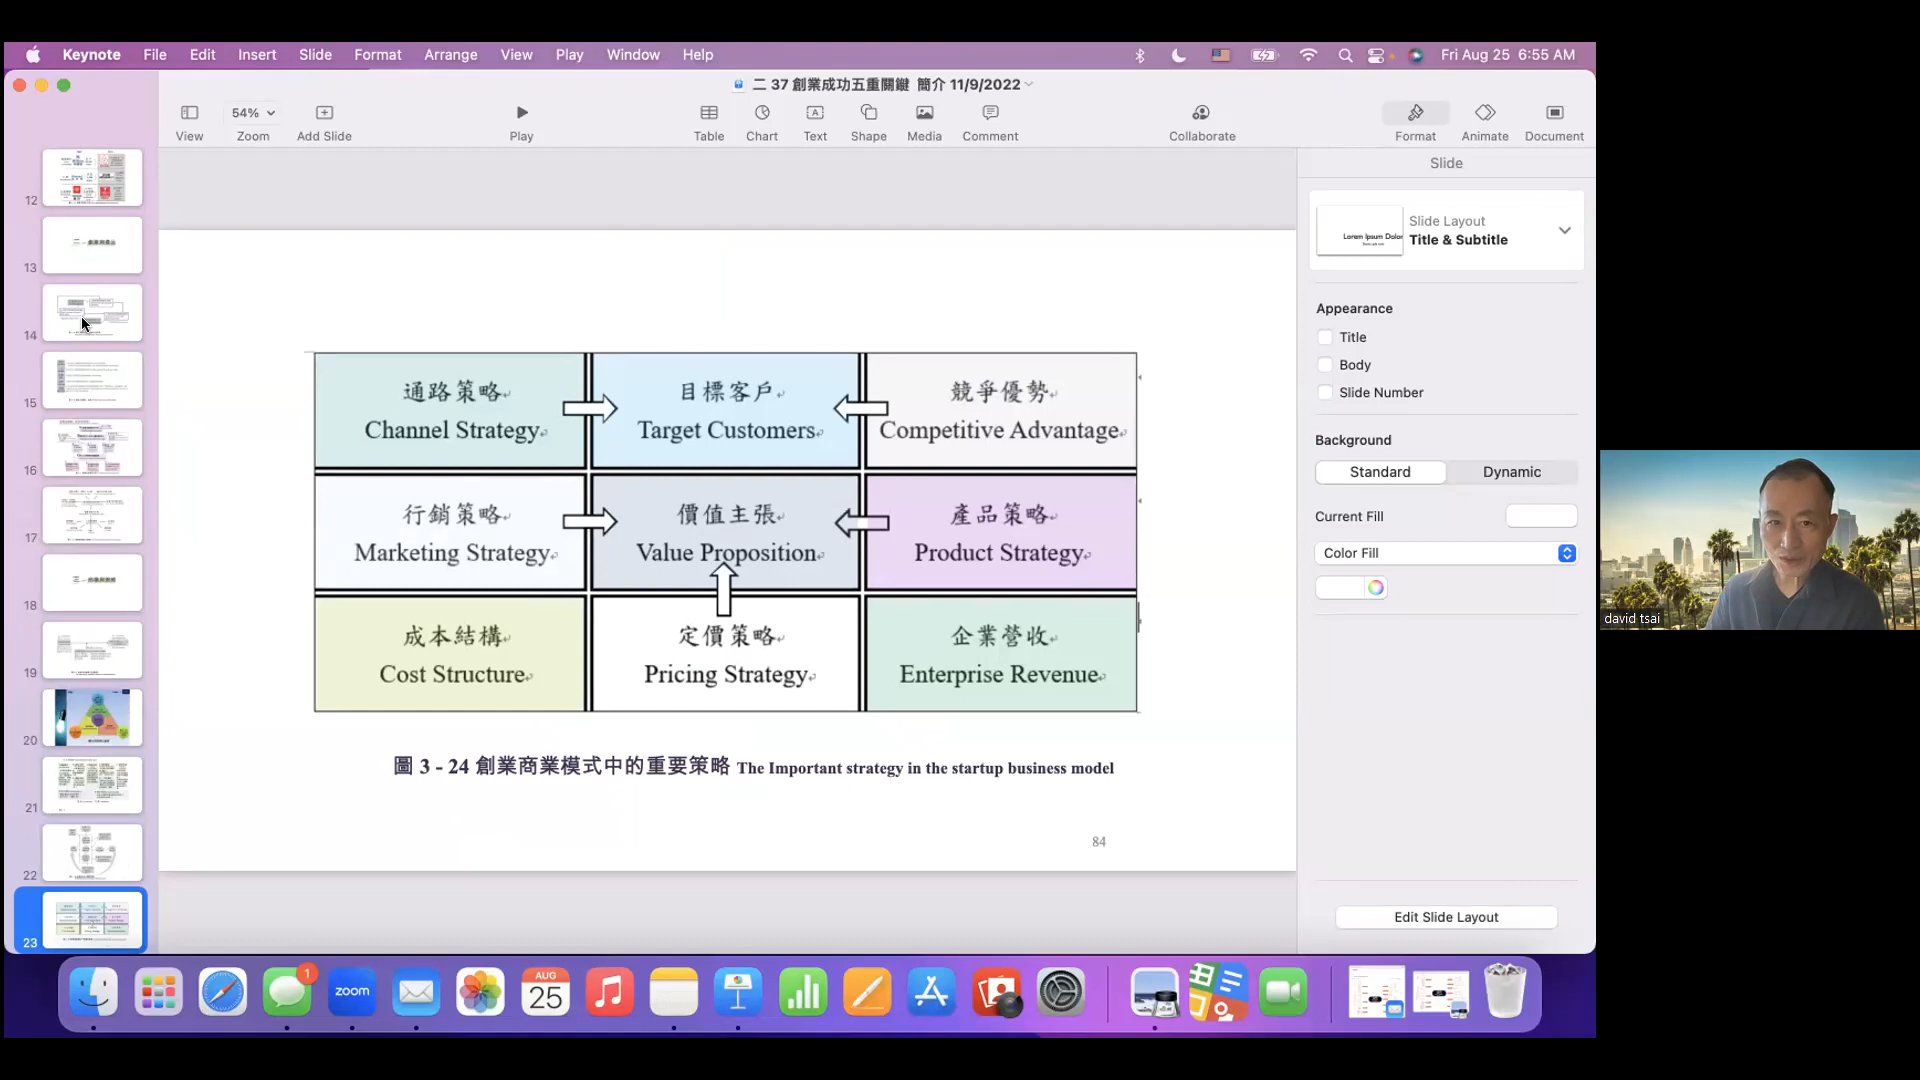 Keynote File Edit Insert Slide Format Arrange View Play Window Help
Fri Aug 25 6:55 AM
二 37 創業成功五重關鍵 簡介 11/9/2022
54%
View Zoom Add Slide Play Table Chart Text Shape Media Comment Collaborate Format Animate Document
12
13
14
15
16
17
18
19
20
21
22
23
通路策略
Channel Strategy
目標客戶
Target Customers
競爭優勢
Competitive Advantage
行銷策略
Marketing Strategy
價值主張
Value Proposition
產品策略
Product Strategy
成本結構
Cost Structure
定價策略
Pricing Strategy
企業營收
Enterprise Revenue
圖 3 - 24 創業商業模式中的重要策略 The Important strategy in the startup business model
84
Slide
Lorem Ipsum Dolor
Slide Layout
Title & Subtitle
Appearance
Title
Body
Slide Number
Background
Standard Dynamic
Current Fill
Color Fill
Edit Slide Layout
david tsai
1
zoom
AUG
25